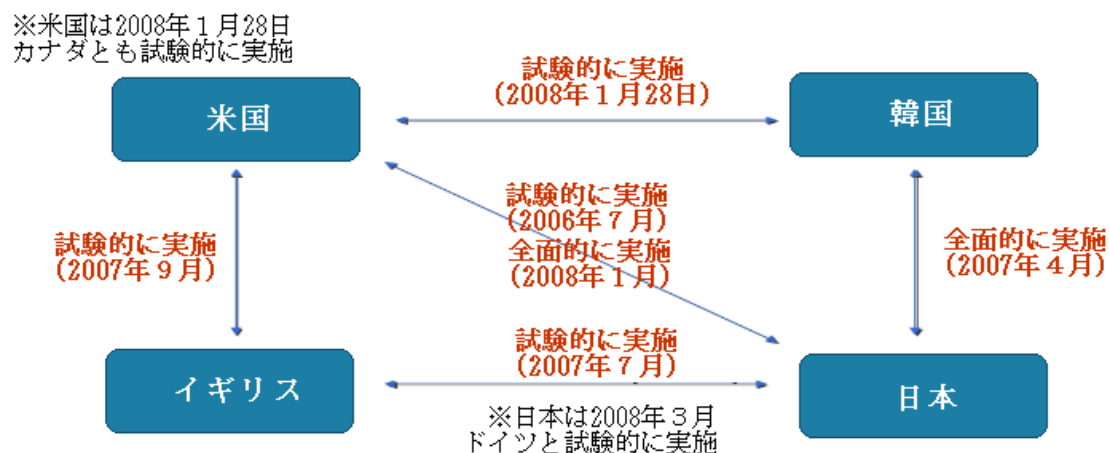 ※米国は2008年１月28日
カナダとも試験的に実施
試験的に実施
(2008年１月28日)
米国
韓国
試験的に実施
(2006年７月)
全面的に実施
(2008年１月)
試験的に実施
(2007年９月)
全面的に実施
(2007年４月)
試験的に実施
(2007年７月)
イギリス
日本
※日本は2008年３月
ドイツと試験的に実施